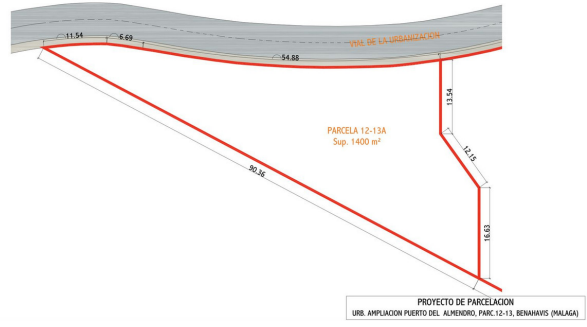 11.54
6.69
54.88
VIAL DE LA URBANIZACION
13.54
PARCELA 12-13A
Sup. 1400 m²
12.15
90.36
16.63
PROYECTO DE PARCELACION
URB. AMPLIACION PUERTO DEL ALMENDRO, PARC.12-13, BENAHAVIS (MALAGA)